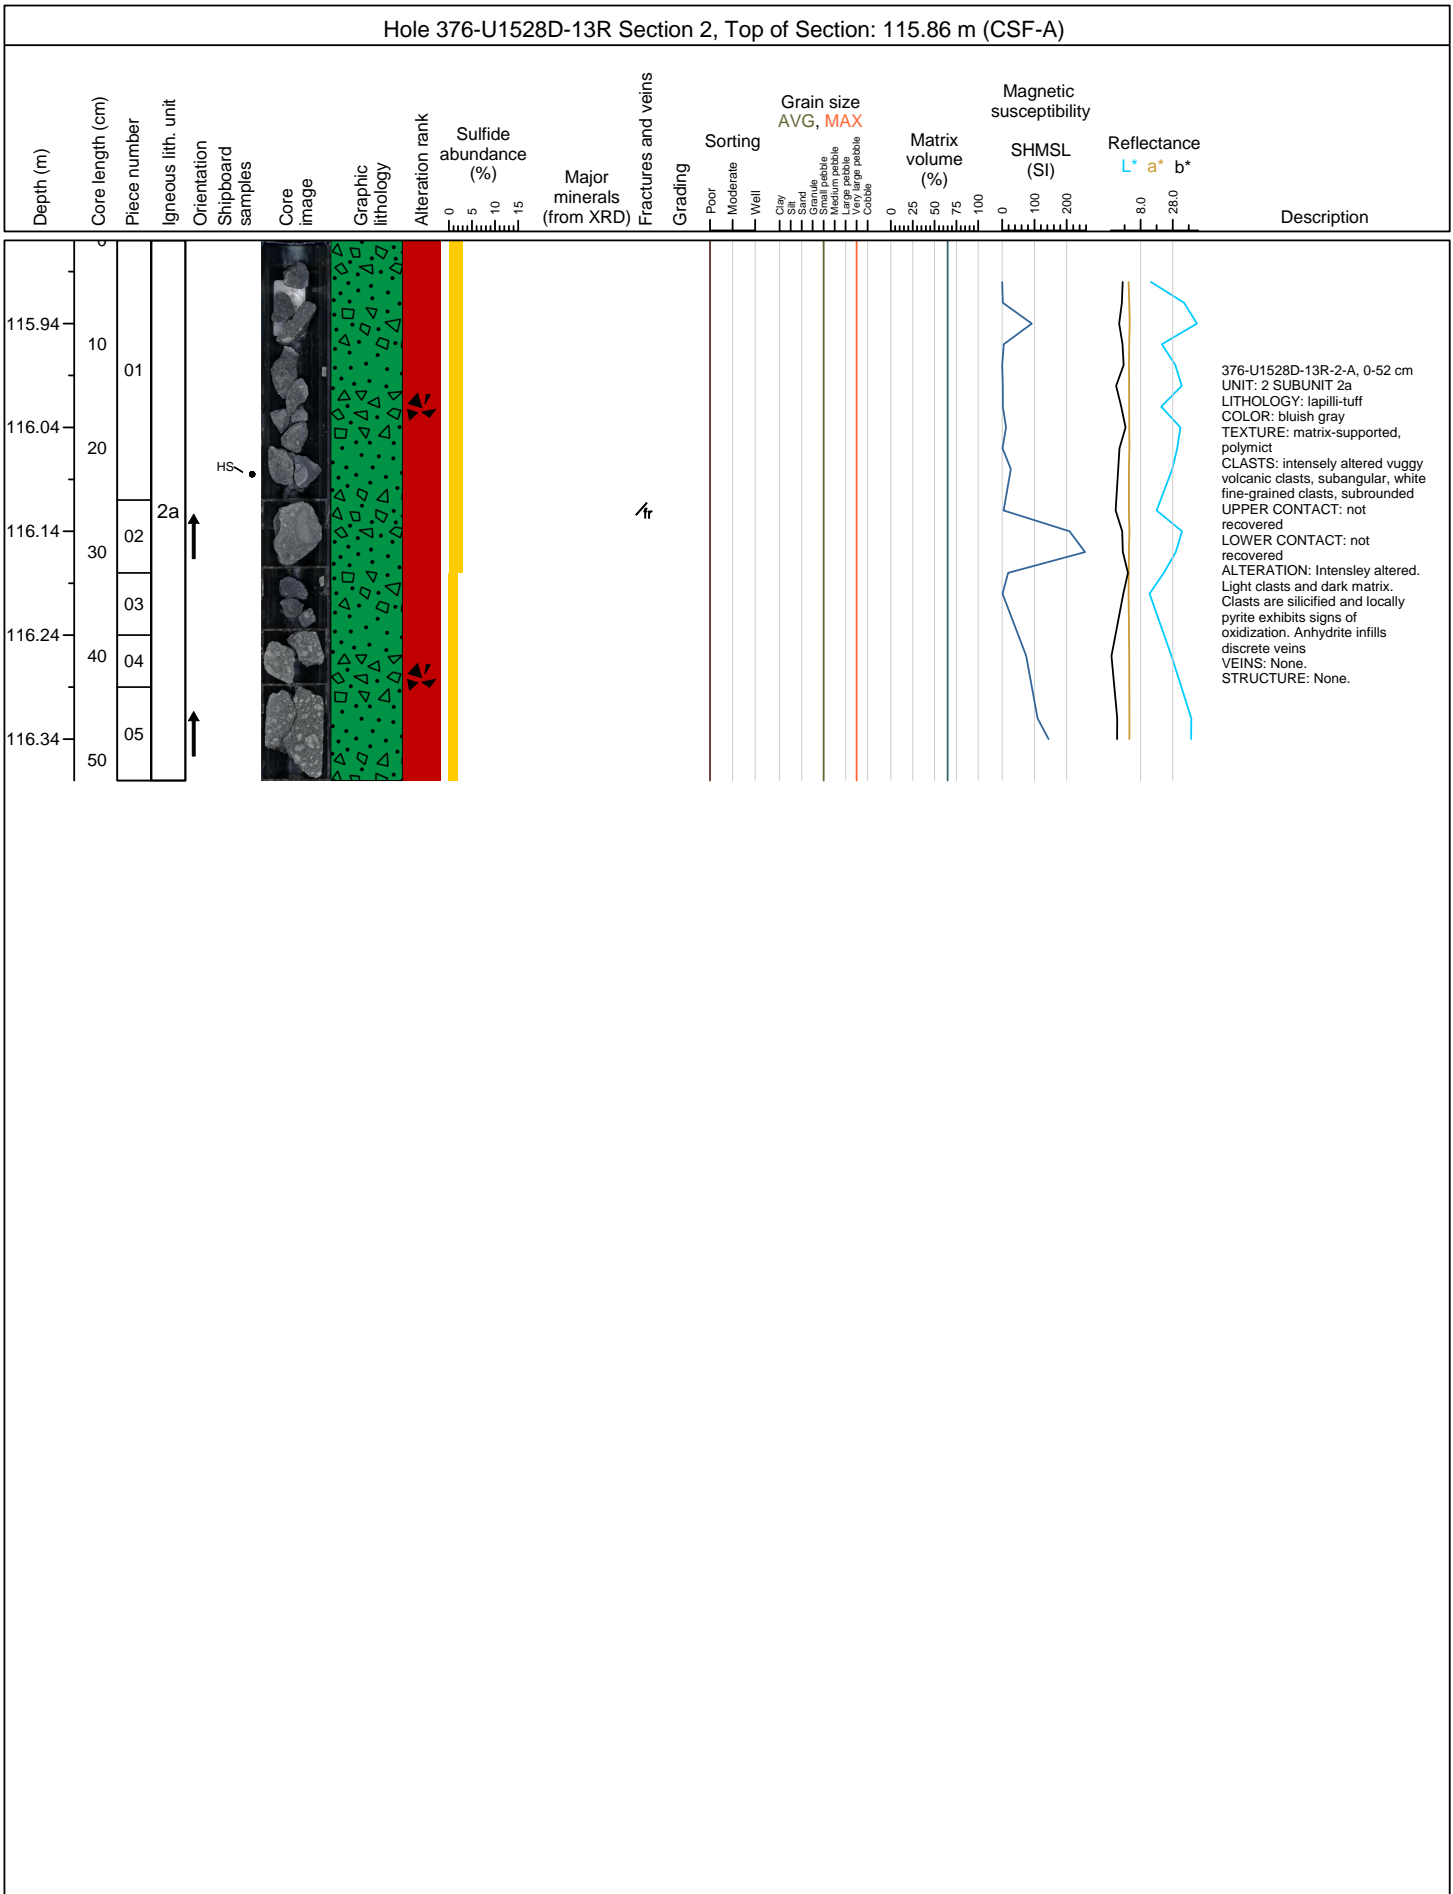 Hole 376-U1528D-13R Section 2, Top of Section: 115.86 m (CSF-A)
Depth (m)
Core length (cm)
Piece number
Igneous lith. unit
Orientation
Shipboard
samples
Core
image
Graphic
lithology
Alteration rank
Sulfide
abundance
(%)
0
5
10
15
Major
minerals
(from XRD)
Fractures and veins
Grading
Sorting
Poor
Moderate
Well
Grain size
AVG, MAX
Clay
Silt
Sand
Granule
Small pebble
Medium pebble
Large pebble
Very large pebble
Cobble
Matrix
volume
(%)
0
25
50
75
100
Magnetic
susceptibility
SHMSL
(SI)
0
100
200
Reflectance
L* a* b*
8.0
28.0
Description
0
115.94
10
01
116.04
20
HS
2a
fr
116.14
02
30
03
116.24
40
04
05
116.34
50
376-U1528D-13R-2-A, 0-52 cm
UNIT: 2 SUBUNIT 2a
LITHOLOGY: lapilli-tuff
COLOR: bluish gray
TEXTURE: matrix-supported,
polymict
CLASTS: intensely altered vuggy
volcanic clasts, subangular, white
fine-grained clasts, subrounded
UPPER CONTACT: not
recovered
LOWER CONTACT: not
recovered
ALTERATION: Intensley altered.
Light clasts and dark matrix.
Clasts are silicified and locally
pyrite exhibits signs of
oxidization. Anhydrite infills
discrete veins
VEINS: None.
STRUCTURE: None.